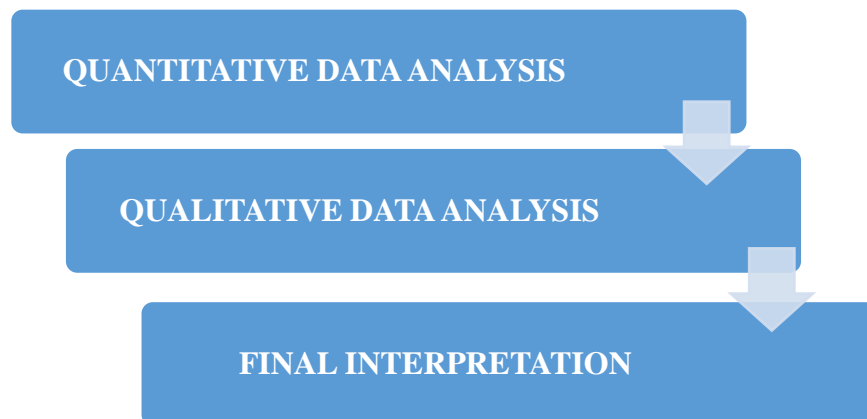 QUANTITATIVE DATA ANALYSIS
QUALITATIVE DATA ANALYSIS
FINAL INTERPRETATION